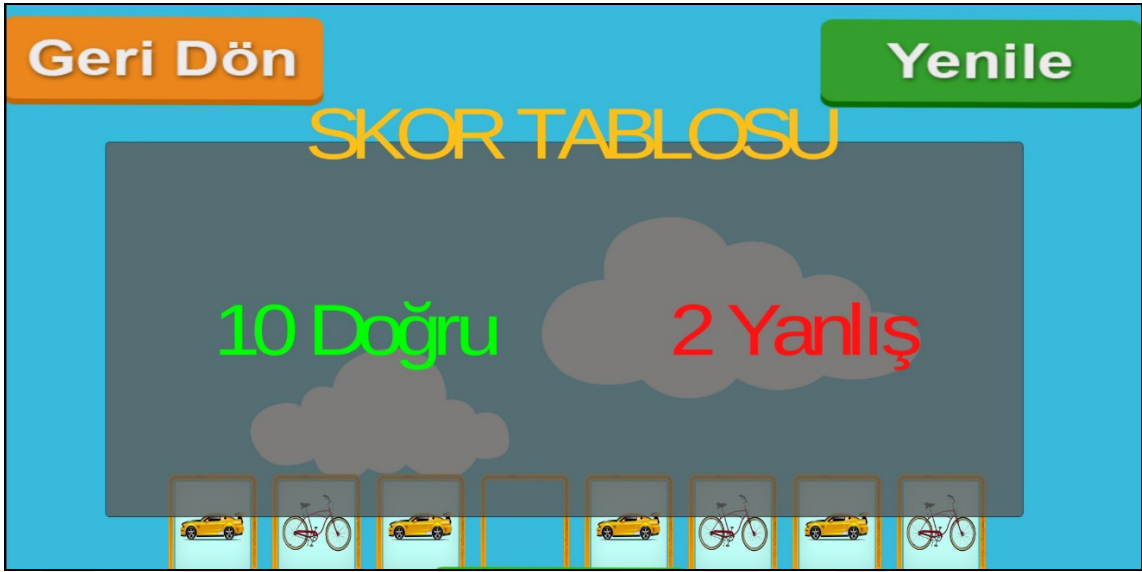 Geri Dön
Yenile
SKOR TABLOSU
10 Doğru
2 Yanlış